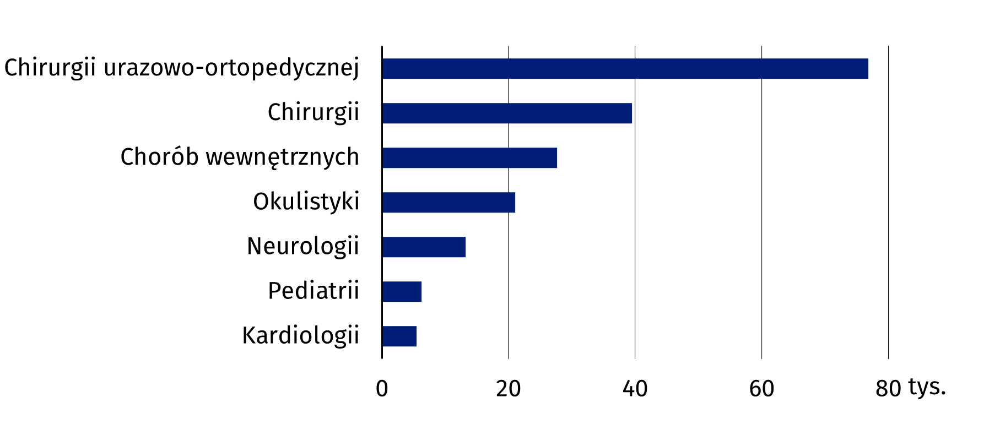 Chirurgii urazowo-ortopedycznej
Chirurgii
Chorób wewnętrznych
Okulistyki
Neurologii
Pediatrii
Kardiologii
0 20 40 60 80 tys.